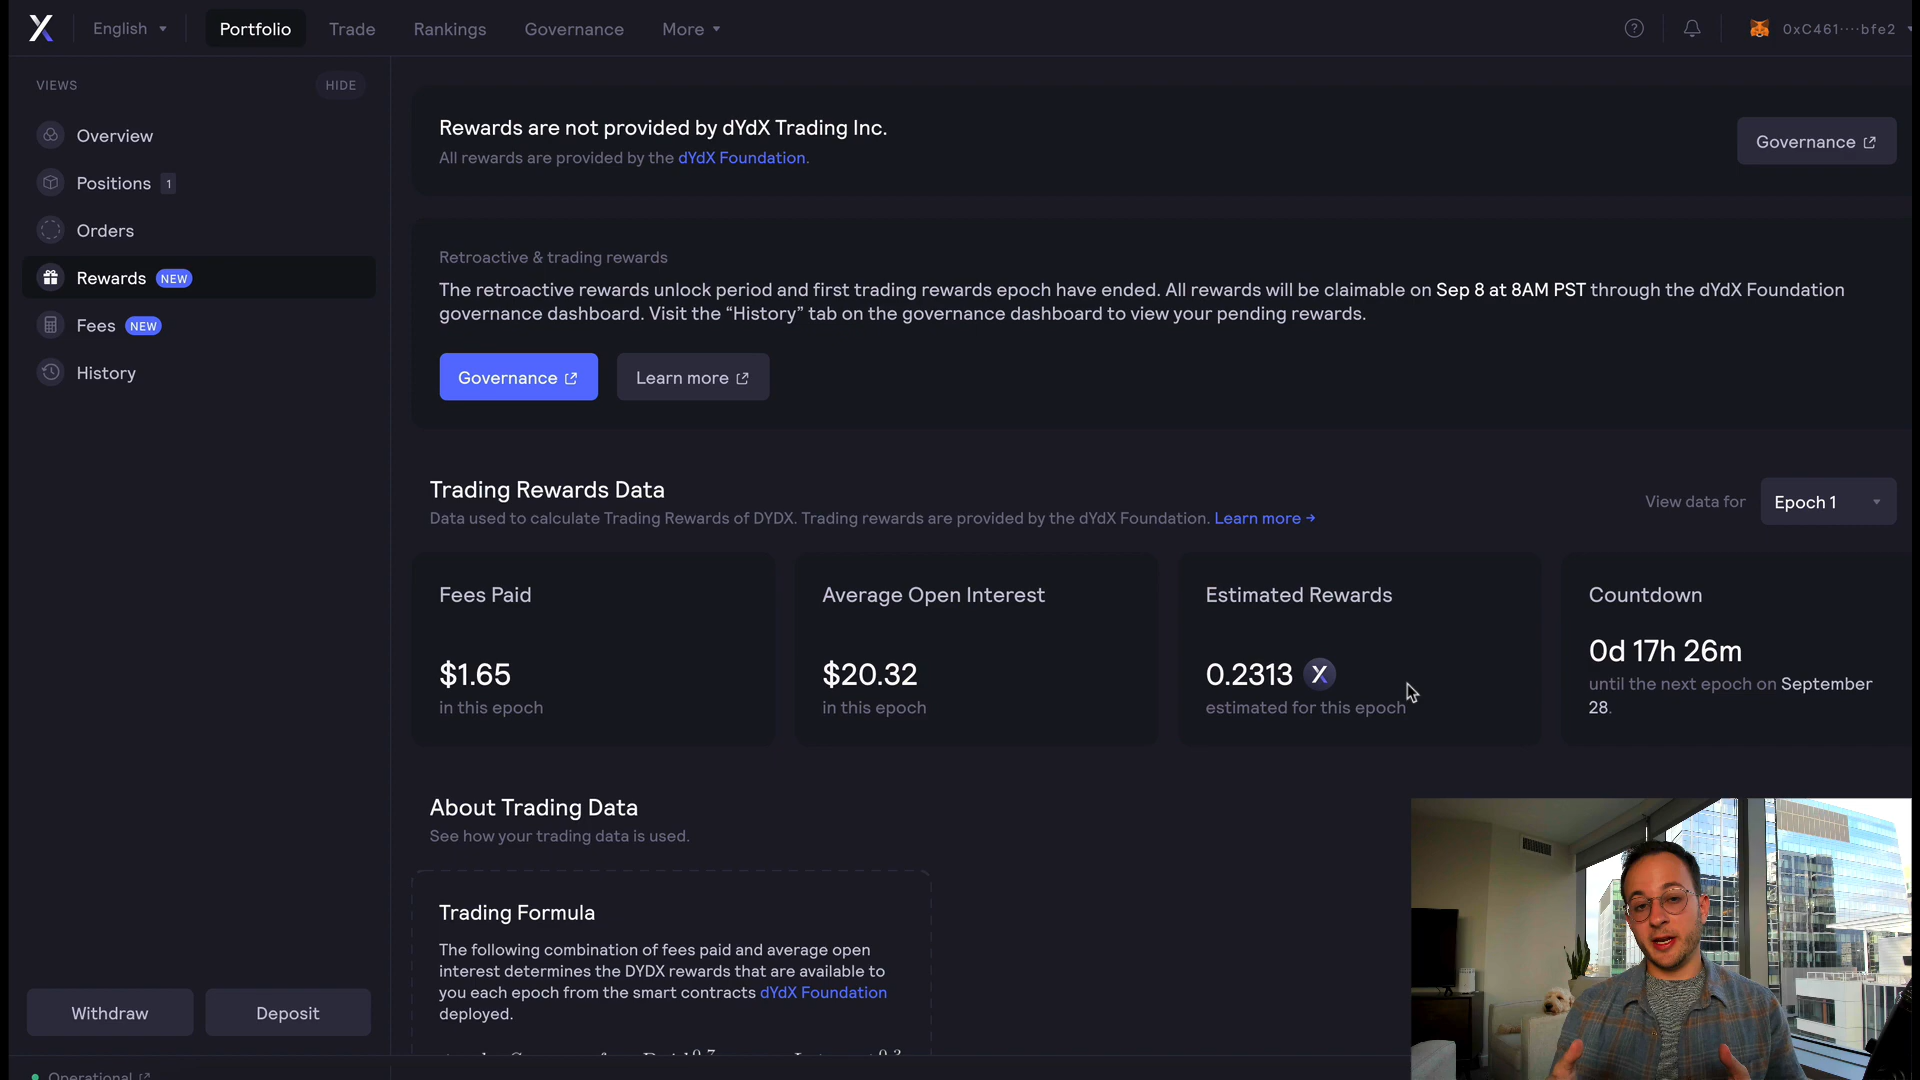 English
Portfolio
Trade
Rankings
Governance
More
0xC461····bfe2
VIEWS
HIDE
Overview
Positions 1
Orders
Rewards NEW
Fees NEW
History
Withdraw
Deposit
Operational
Rewards are not provided by dYdX Trading Inc.
All rewards are provided by the dYdX Foundation.
Governance
Retroactive & trading rewards
The retroactive rewards unlock period and first trading rewards epoch have ended. All rewards will be claimable on Sep 8 at 8AM PST through the dYdX Foundation
governance dashboard. Visit the “History” tab on the governance dashboard to view your pending rewards.
Governance
Learn more
Trading Rewards Data
Data used to calculate Trading Rewards of DYDX. Trading rewards are provided by the dYdX Foundation. Learn more →
View data for
Epoch 1
Fees Paid
$1.65
in this epoch
Average Open Interest
$20.32
in this epoch
Estimated Rewards
0.2313
estimated for this epoch
Countdown
0d 17h 26m
until the next epoch on September
28.
About Trading Data
See how your trading data is used.
Trading Formula
The following combination of fees paid and average open
interest determines the DYDX rewards that are available to
you each epoch from the smart contracts dYdX Foundation
deployed.